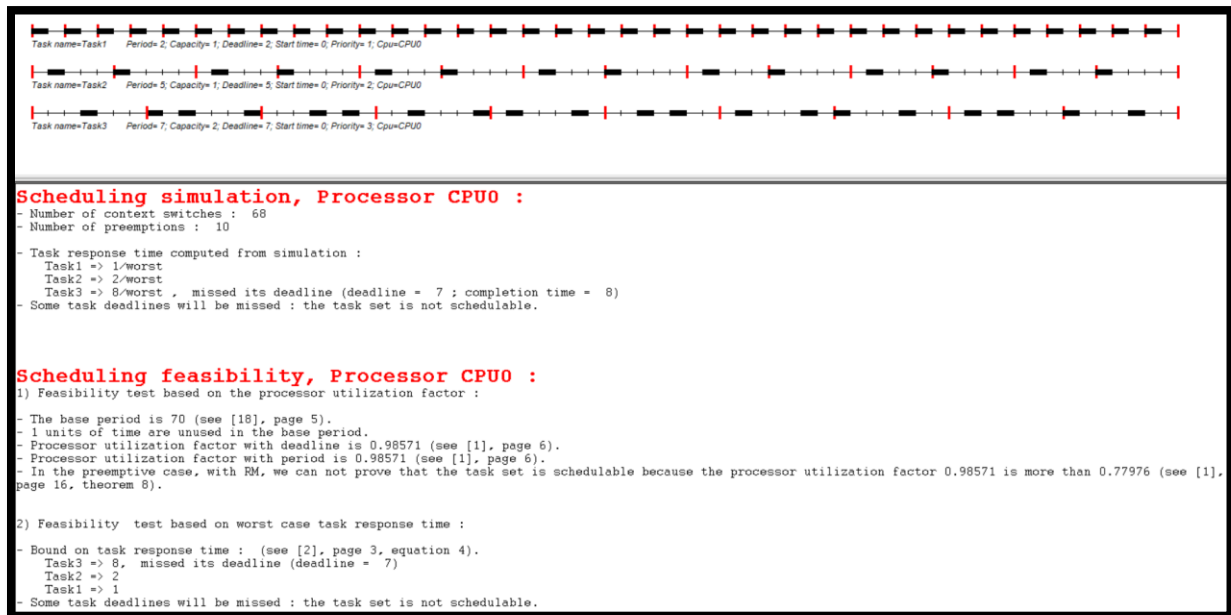 Task name=Task1 Period= 2; Capacity= 1; Deadline= 2; Start time= 0; Priority= 1; Cpu=CPU0
Task name=Task2 Period= 5; Capacity= 1; Deadline= 5; Start time= 0; Priority= 2; Cpu=CPU0
Task name=Task3 Period= 7; Capacity= 2; Deadline= 7; Start time= 0; Priority= 3; Cpu=CPU0
Scheduling simulation, Processor CPU0 :
- Number of context switches : 68
- Number of preemptions : 10
- Task response time computed from simulation :
Task1 => 1/worst
Task2 => 2/worst
Task3 => 8/worst , missed its deadline (deadline = 7 ; completion time = 8)
- Some task deadlines will be missed : the task set is not schedulable.
Scheduling feasibility, Processor CPU0 :
1) Feasibility test based on the processor utilization factor :
- The base period is 70 (see [18], page 5).
- 1 units of time are unused in the base period.
- Processor utilization factor with deadline is 0.98571 (see [1], page 6).
- Processor utilization factor with period is 0.98571 (see [1], page 6).
- In the preemptive case, with RM, we can not prove that the task set is schedulable because the processor utilization factor 0.98571 is more than 0.77976 (see [1],
page 16, theorem 8).
2) Feasibility test based on worst case task response time :
- Bound on task response time : (see [2], page 3, equation 4).
Task3 => 8, missed its deadline (deadline = 7)
Task2 => 2
Task1 => 1
- Some task deadlines will be missed : the task set is not schedulable.